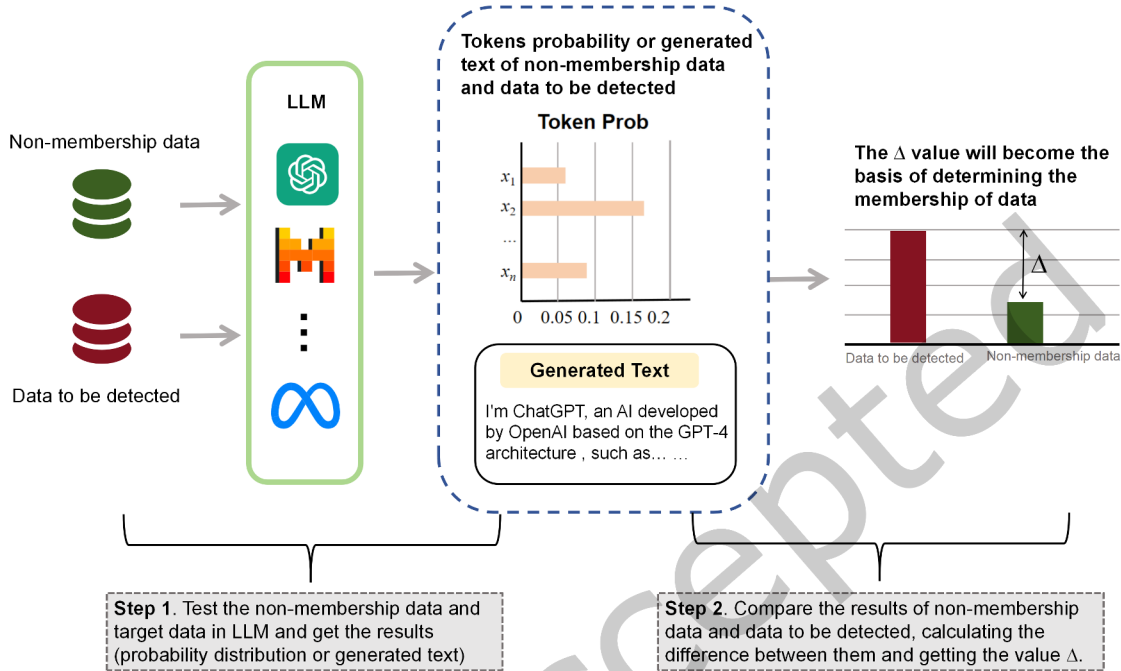 Non-membership data
Data to be detected
LLM
Tokens probability or generated
text of non-membership data
and data to be detected
Token Prob
x1
x2
...
xn
0 0.05 0.1 0.15 0.2
Generated Text
I'm ChatGPT, an AI developed
by OpenAI based on the GPT-4
architecture , such as... ...
The Δ value will become the
basis of determining the
membership of data
Δ
Data to be detected
Non-membership data
Step 1. Test the non-membership data and
target data in LLM and get the results
(probability distribution or generated text)
Step 2. Compare the results of non-membership
data and data to be detected, calculating the
difference between them and getting the value Δ.